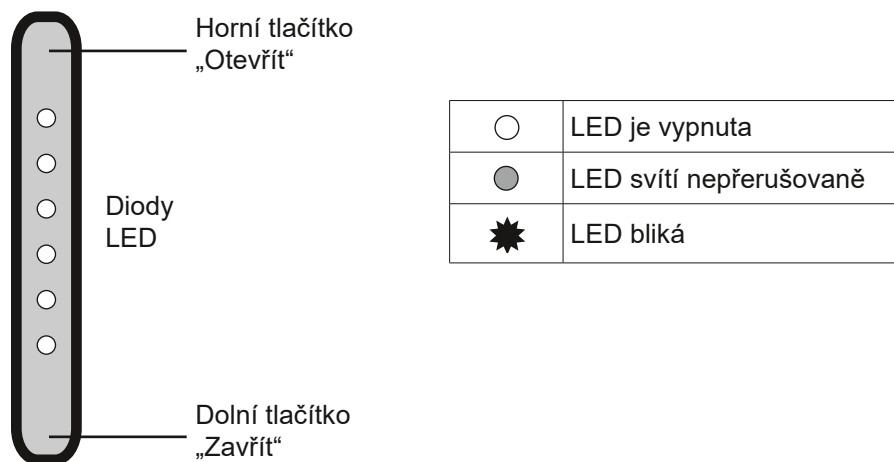 Horní tlačítko
„Otevřít“
Diody
LED
Dolní tlačítko
„Zavřít“
LED je vypnuta
LED svítí nepřerušovaně
LED bliká